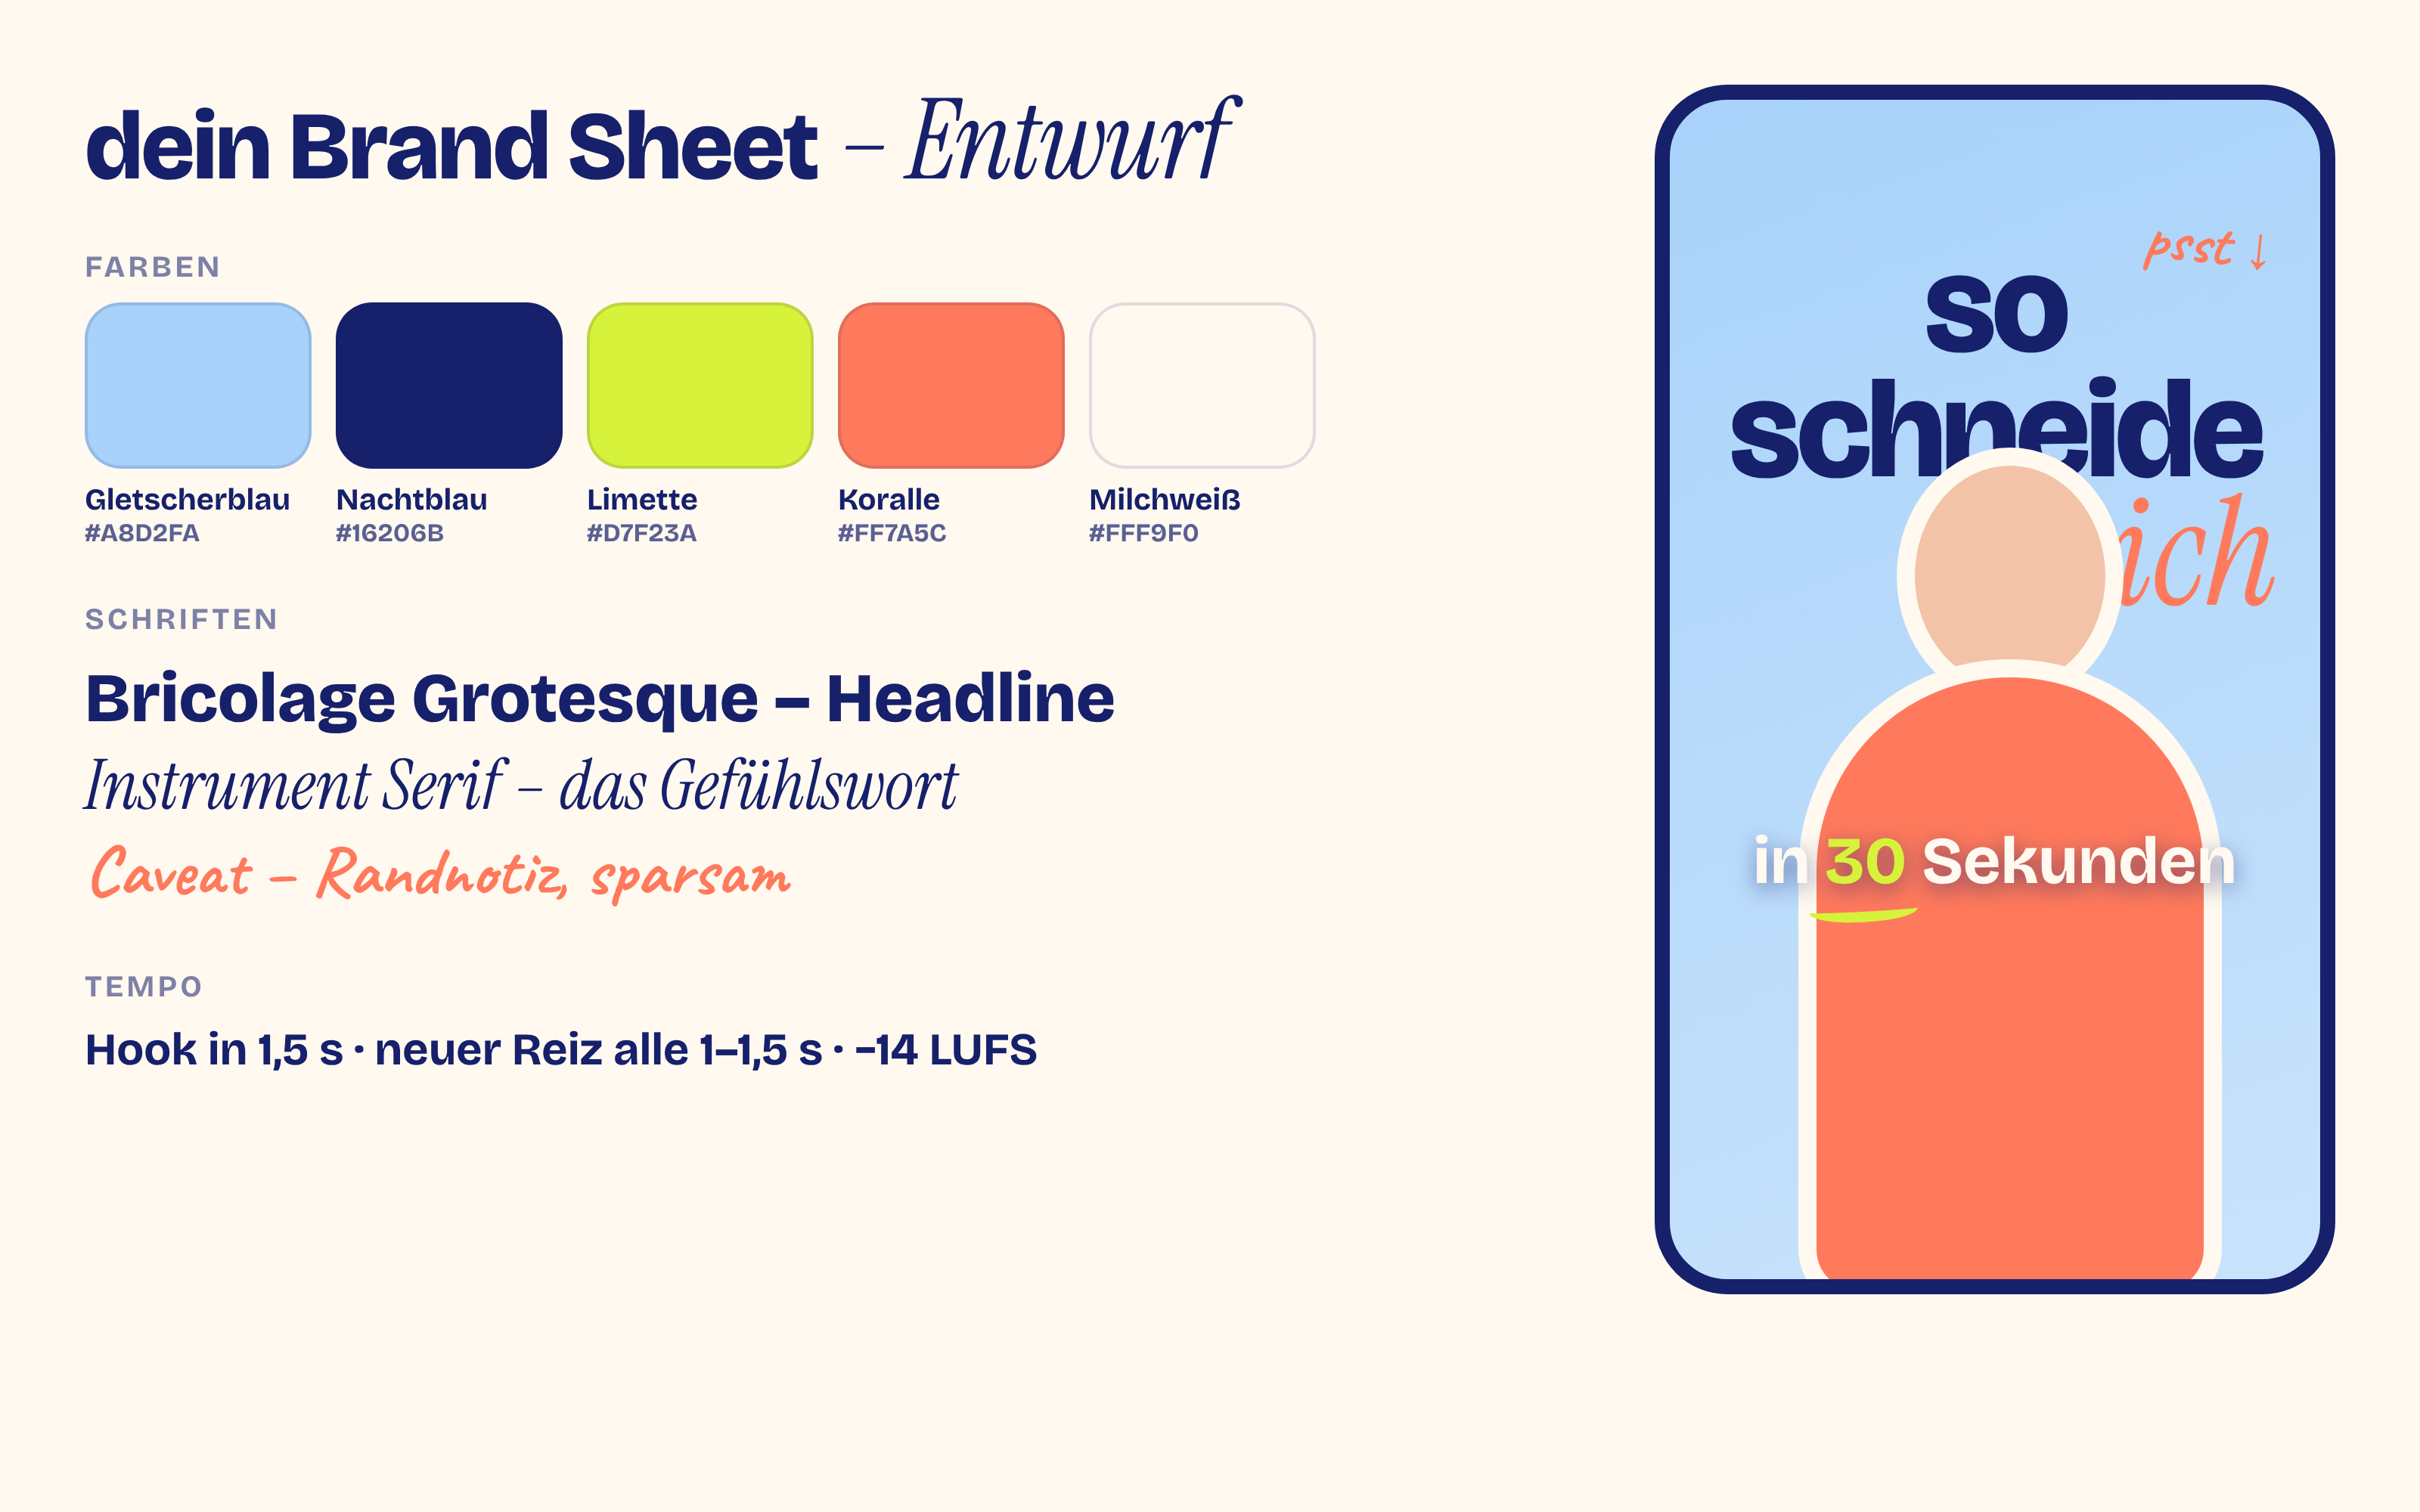 dein Brand Sheet – Entwurf
FARBEN
Gletscherblau
#A8D2FA
Nachtblau
#16206B
Limette
#D7F23A
Koralle
#FF7A5C
Milchweiß
#FFF9F0
SCHRIFTEN
Bricolage Grotesque – Headline
Instrument Serif – das Gefühlswort
Caveat – Randnotiz, sparsam
TEMPO
Hook in 1,5 s · neuer Reiz alle 1–1,5 s · −14 LUFS
psst ↓
so
schneide
ich
in 30 Sekunden